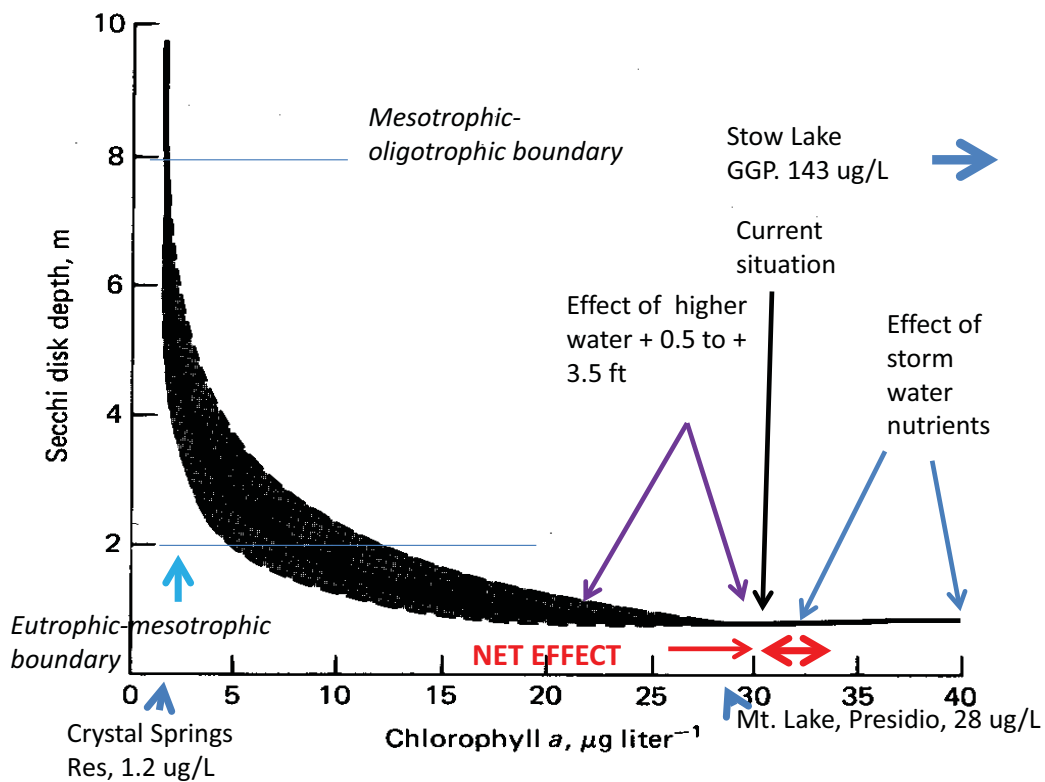 10
8
6
4
2
0
Secchi disk depth, m
Mesotrophic-
oligotrophic boundary
Stow Lake
GGP. 143 ug/L
Current
situation
Effect of higher
water + 0.5 to +
3.5 ft
Effect of
storm
water
nutrients
Eutrophic-mesotrophic
boundary
NET EFFECT
0 5 10 15 20 25 30 35 40
Chlorophyll a, μg liter⁻¹
Crystal Springs
Res, 1.2 ug/L
Mt. Lake, Presidio, 28 ug/L